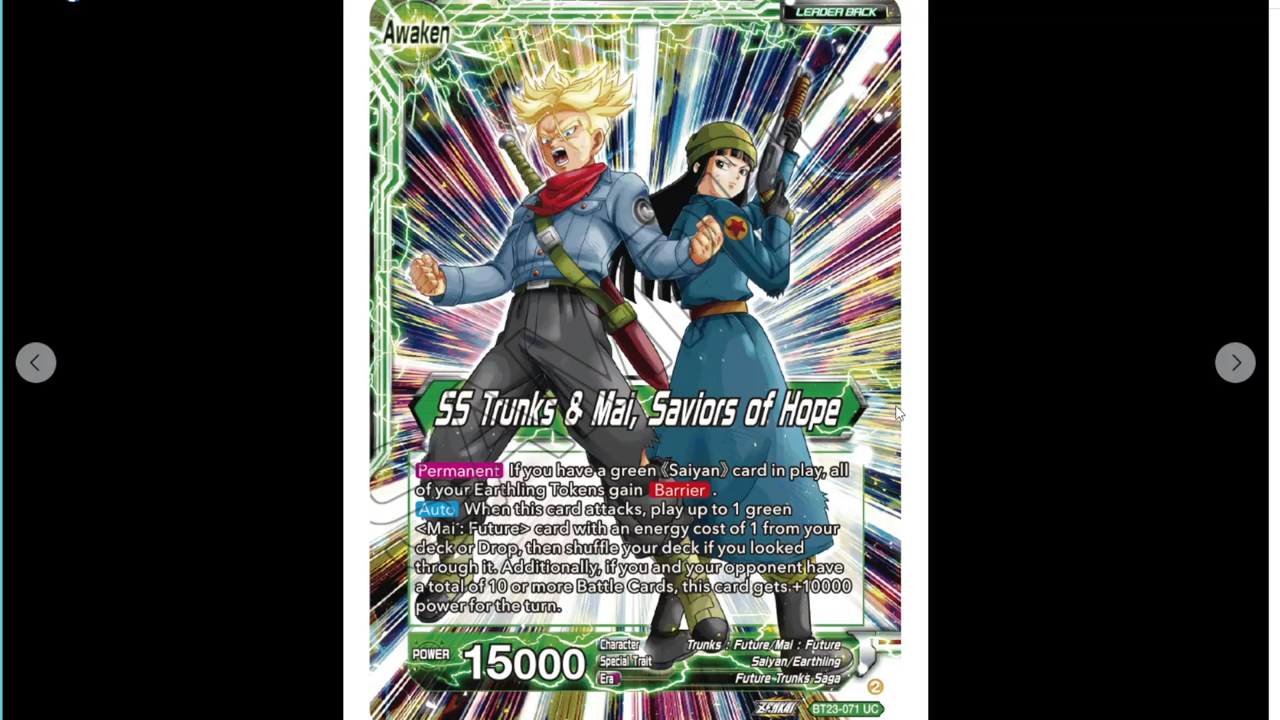 LEADER BACK
Awaken
SS Trunks & Mai, Saviors of Hope
Permanent If you have a green 《Saiyan》 card in play, all
of your Earthling Tokens gain Barrier .
Auto When this card attacks, play up to 1 green
<Mai : Future> card with an energy cost of 1 from your
deck or Drop, then shuffle your deck if you looked
through it. Additionally, if you and your opponent have
a total of 10 or more Battle Cards, this card gets +10000
power for the turn.
POWER 15000
Character Trunks : Future/Mai : Future
Special Trait Saiyan/Earthling
Era Future Trunks Saga
2
ZENKAI BT23-071 UC